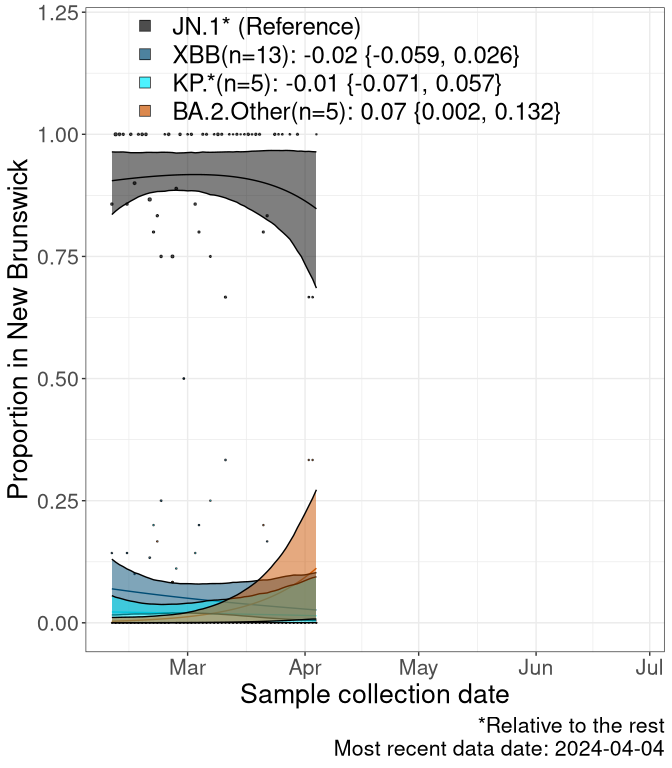 JN.1* (Reference)
XBB(n=13): -0.02 {-0.059, 0.026}
KP.*(n=5): -0.01 {-0.071, 0.057}
BA.2.Other(n=5): 0.07 {0.002, 0.132}
1.25
1.00
0.75
0.50
0.25
0.00
Proportion in New Brunswick
Mar Apr May Jun Jul
Sample collection date
*Relative to the rest
Most recent data date: 2024-04-04